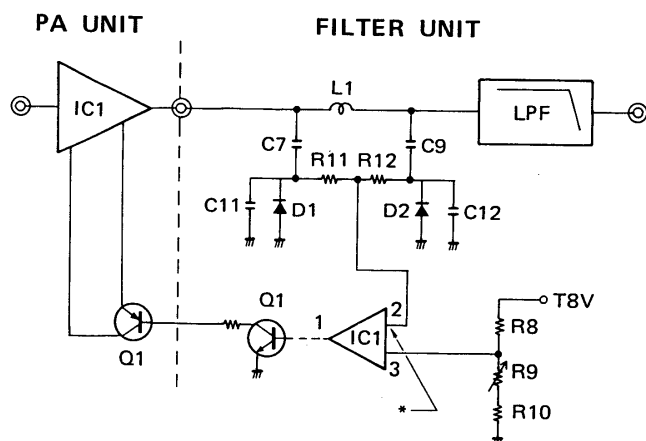 PA UNIT
FILTER UNIT
L1
IC1
LPF
C7
C9
R11
R12
C11
D1
D2
C12
T8V
Q1
2
R8
1
IC1
Q1
3
R9
*
R10